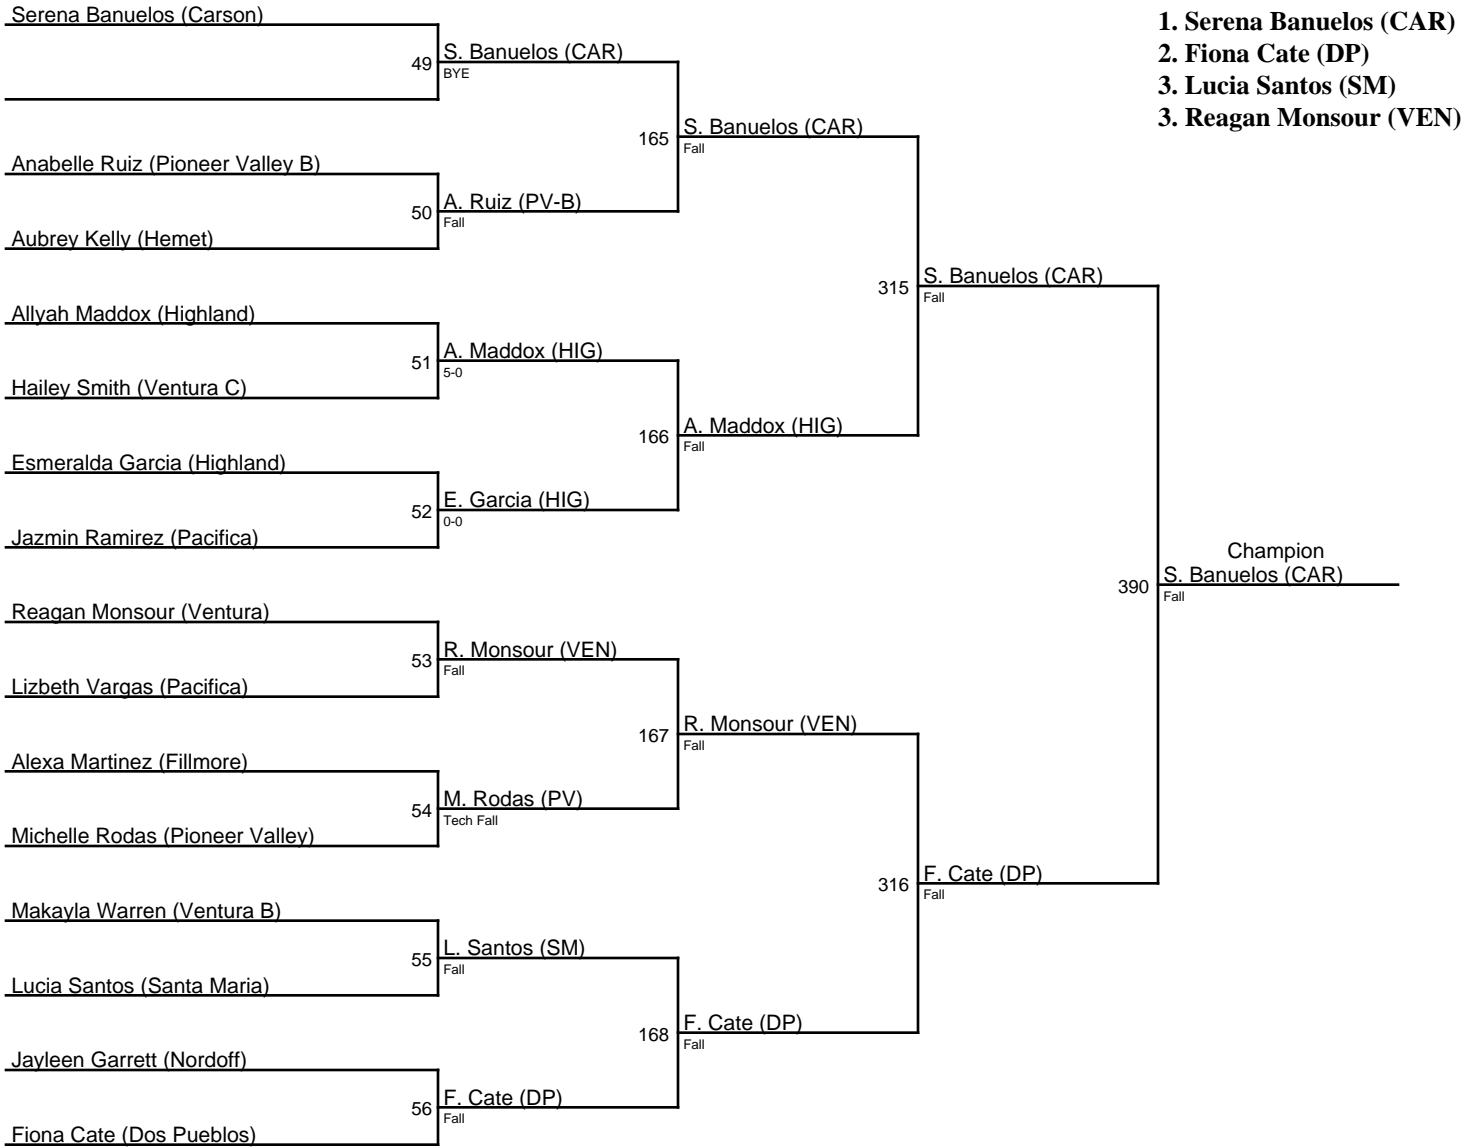 Serena Banuelos (Carson)
49
S. Banuelos (CAR)
BYE
165
S. Banuelos (CAR)
Fall
Anabelle Ruiz (Pioneer Valley B)
50
A. Ruiz (PV-B)
Fall
Aubrey Kelly (Hemet)
315
S. Banuelos (CAR)
Fall
Allyah Maddox (Highland)
51
A. Maddox (HIG)
5-0
Hailey Smith (Ventura C)
166
A. Maddox (HIG)
Fall
Esmeralda Garcia (Highland)
52
E. Garcia (HIG)
0-0
Jazmin Ramirez (Pacifica)
390
Champion
S. Banuelos (CAR)
Fall
Reagan Monsour (Ventura)
53
R. Monsour (VEN)
Fall
Lizbeth Vargas (Pacifica)
167
R. Monsour (VEN)
Fall
Alexa Martinez (Fillmore)
54
M. Rodas (PV)
Tech Fall
Michelle Rodas (Pioneer Valley)
316
F. Cate (DP)
Fall
Makayla Warren (Ventura B)
55
L. Santos (SM)
Fall
Lucia Santos (Santa Maria)
168
F. Cate (DP)
Fall
Jayleen Garrett (Nordoff)
56
F. Cate (DP)
Fall
Fiona Cate (Dos Pueblos)
1. Serena Banuelos (CAR)
2. Fiona Cate (DP)
3. Lucia Santos (SM)
3. Reagan Monsour (VEN)